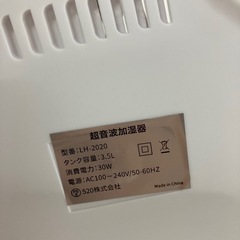 超音波加湿器
型番：LH-2020
タンク容量：3.5L
消費電力：30W
電源：AC100－240V/50-60HZ
520株式会社
Made in China